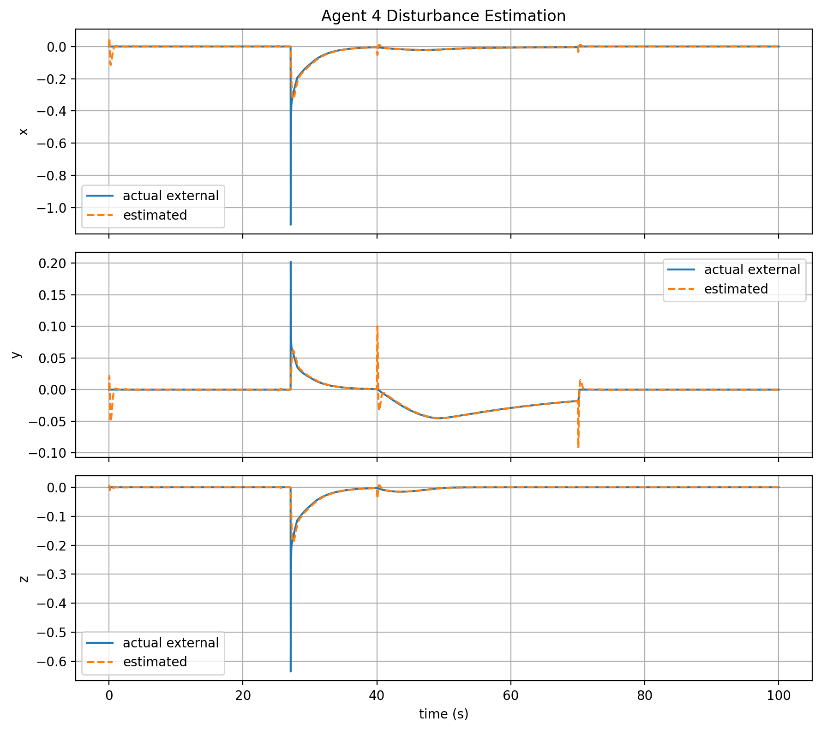 Agent 4 Disturbance Estimation
0.0
−0.2
−0.4
−0.6
−0.8
−1.0
x
actual external
estimated
0.20
0.15
0.10
0.05
0.00
−0.05
−0.10
y
actual external
estimated
0.0
−0.1
−0.2
−0.3
−0.4
−0.5
−0.6
z
actual external
estimated
0 20 40 60 80 100
time (s)